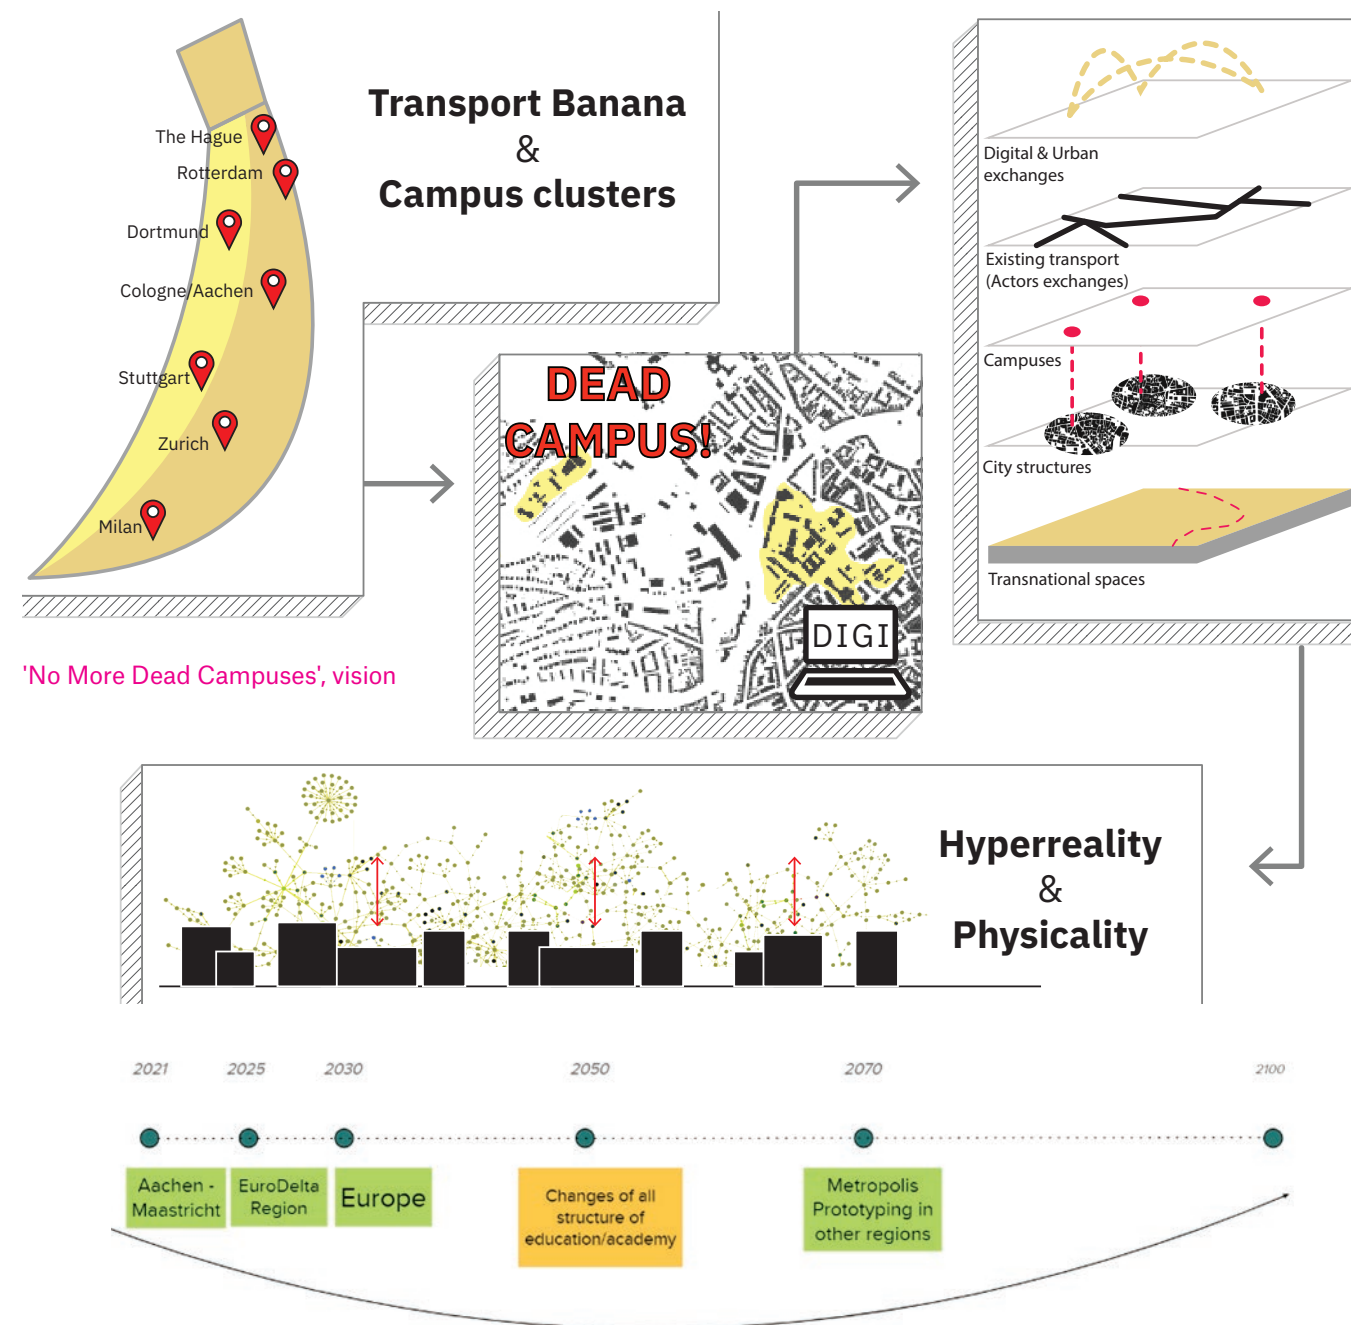 Transport Banana
&
Campus clusters
The Hague
Rotterdam
Dortmund
Cologne/Aachen
Stuttgart
Zurich
Milan
'No More Dead Campuses', vision
DEAD
CAMPUS!
DIGI
Digital & Urban
exchanges
Existing transport
(Actors exchanges)
Campuses
City structures
Transnational spaces
Hyperreality
&
Physicality
2021
2025
2030
2050
2070
2100
Aachen -
Maastricht
EuroDelta
Region
Europe
Changes of all
structure of
education/academy
Metropolis
Prototyping in
other regions